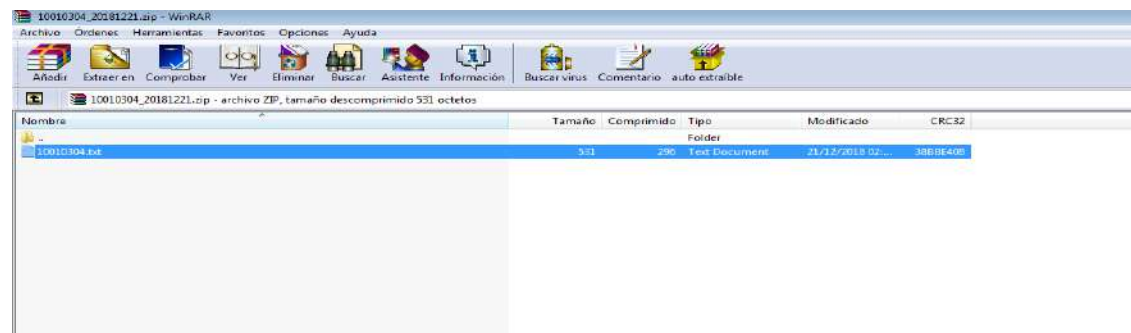 10010304_20181221.zip - WinRAR
Archivo Órdenes Herramientas Favoritos Opciones Ayuda
Añadir Extraer en Comprobar Ver Eliminar Buscar Asistente Información Buscar virus Comentario auto extraíble
10010304_20181221.zip - archivo ZIP, tamaño descomprimido 531 octetos
Nombre Tamaño Comprimido Tipo Modificado CRC32
.. Folder
10010304.txt 531 296 Text Document 21/12/2018 02:...